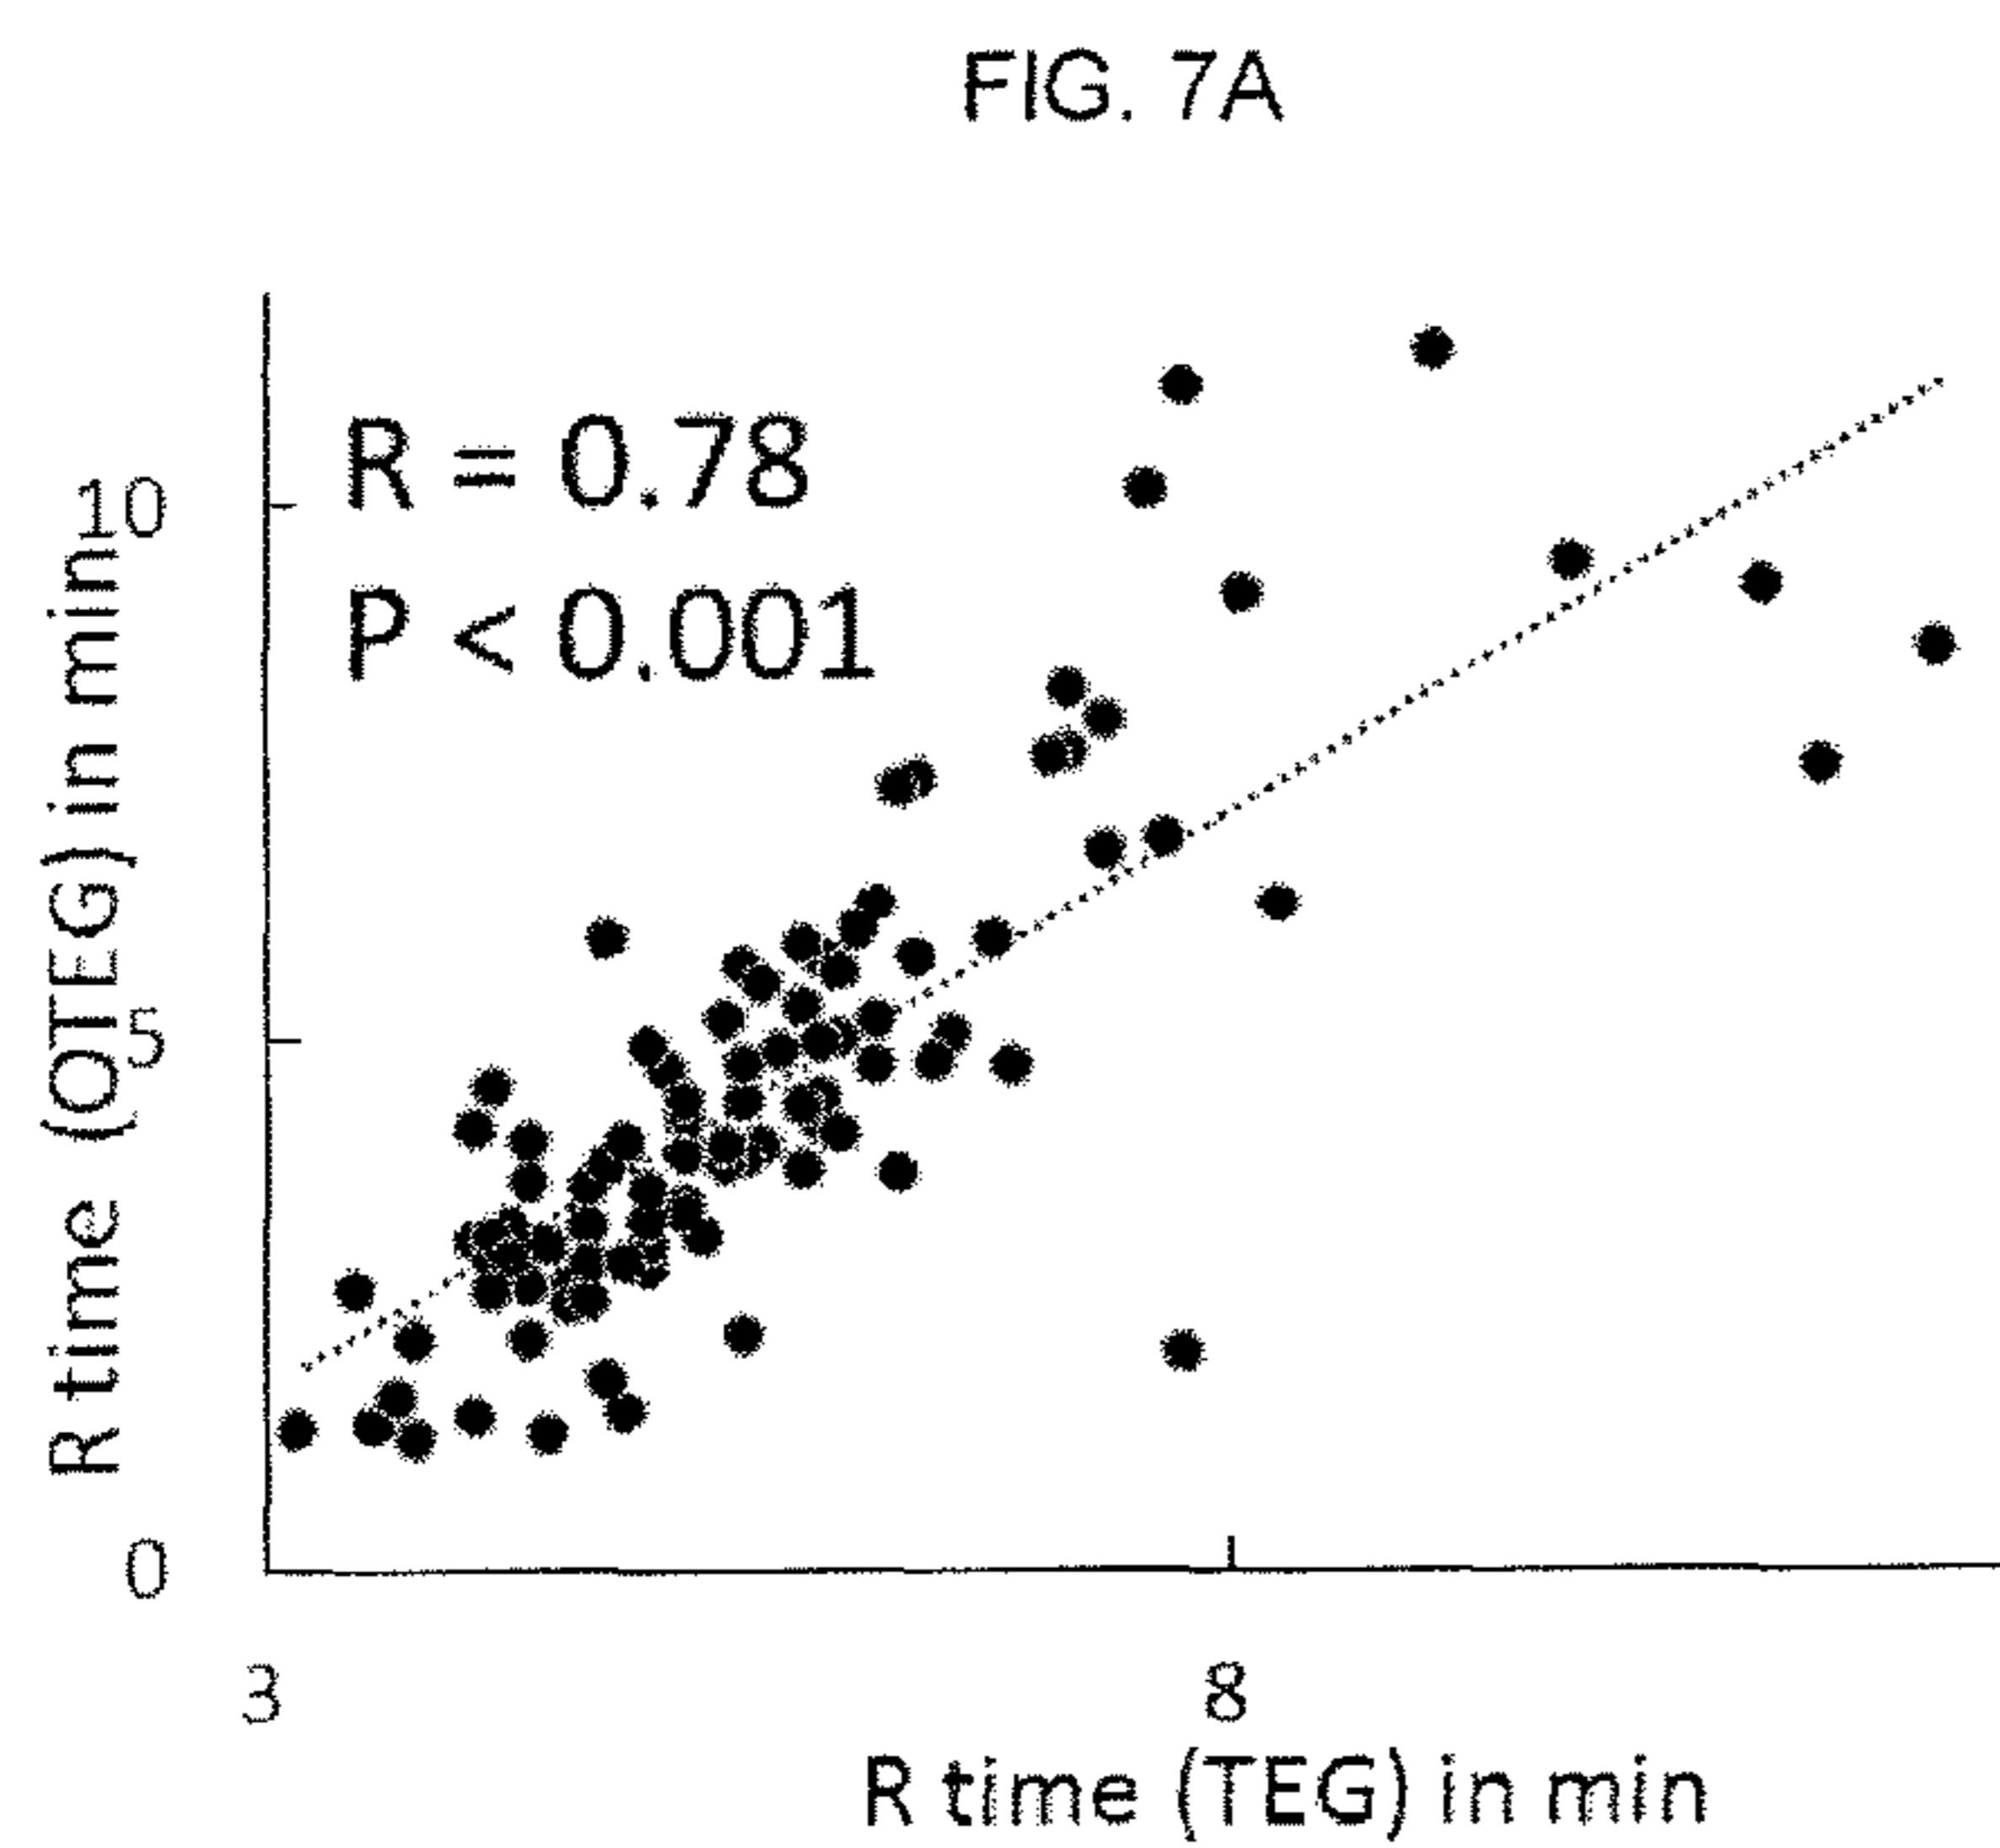 FIG. 7A
R = 0.78
P < 0.001
R time (OTEG) in min
10
5
0
3
8
R time (TEG) in min